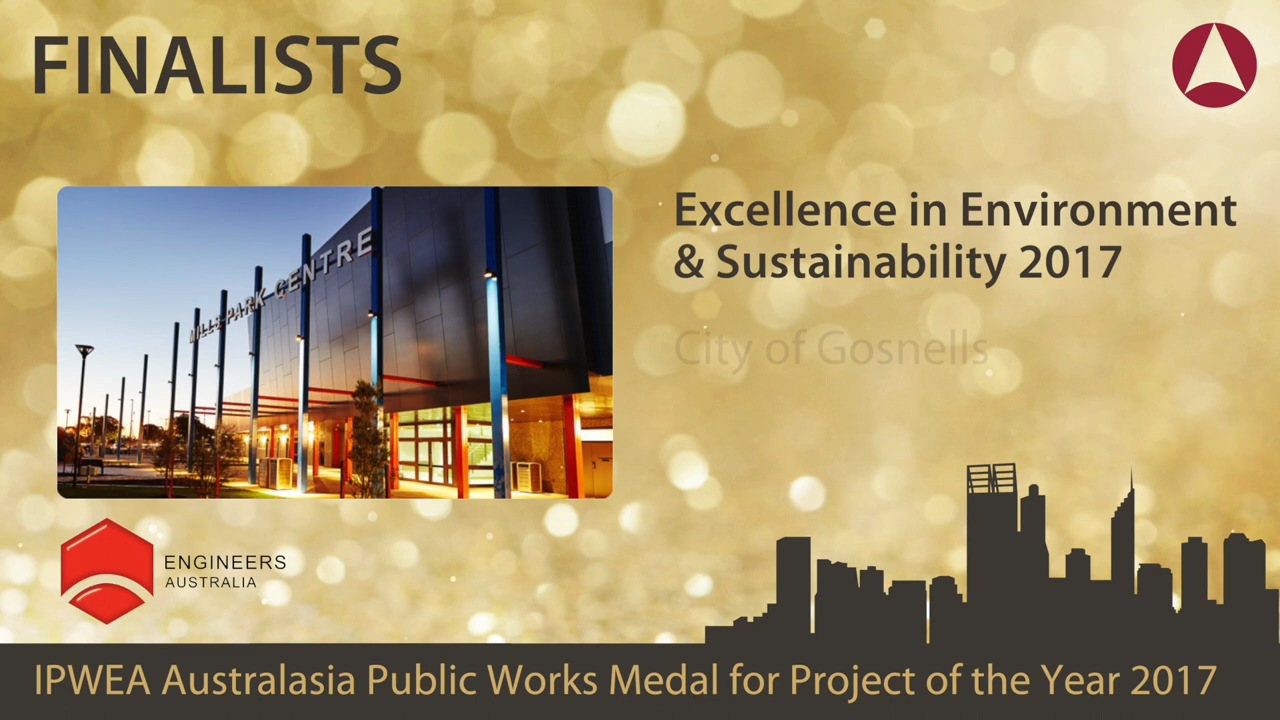 FINALISTS
MILLS PARK CENTRE
Excellence in Environment
& Sustainability 2017
City of Gosnells
ENGINEERS
AUSTRALIA
IPWEA Australasia Public Works Medal for Project of the Year 2017